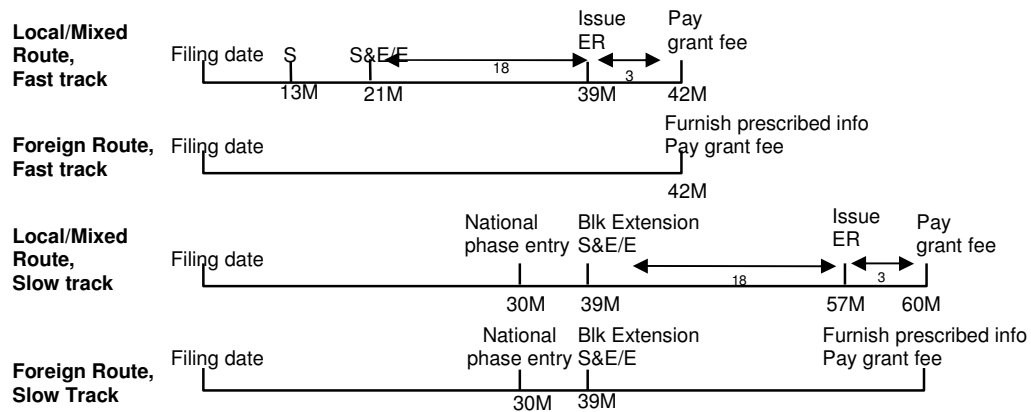 Local/Mixed
Route,
Fast track
Filing date
S
S&E/E
18
Issue
ER
3
Pay
grant fee
13M
21M
39M
42M
Foreign Route,
Fast track
Filing date
Furnish prescribed info
Pay grant fee
42M
Local/Mixed
Route,
Slow track
Filing date
National
phase entry
Blk Extension
S&E/E
18
Issue
ER
3
Pay
grant fee
30M
39M
57M
60M
Foreign Route,
Slow Track
Filing date
National
phase entry
Blk Extension
S&E/E
Furnish prescribed info
Pay grant fee
30M
39M